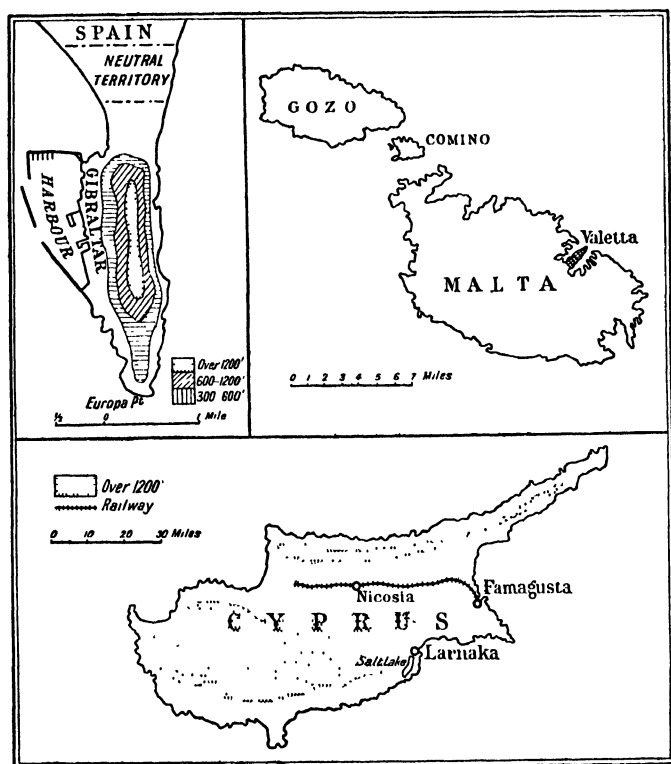 SPAIN
NEUTRAL
TERRITORY
HARBOUR
GIBRALTAR
Over 1200'
600-1200'
300 600'
Europa Pt
½ 0 1 Mile
GOZO
COMINO
Valetta
MALTA
0 1 2 3 4 5 6 7 Miles
Over 1200'
Railway
0 10 20 30 Miles
Nicosia
Famagusta
CYPRUS
Larnaka
Salt Lake